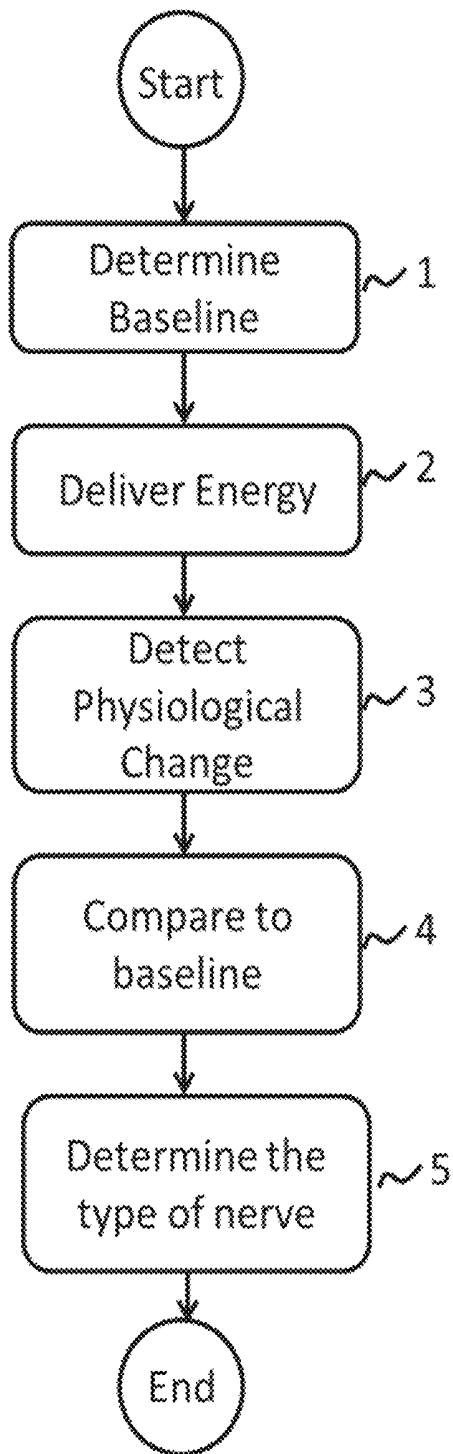 Start
Determine
Baseline
1
Deliver Energy
2
Detect
Physiological
Change
3
Compare to
baseline
4
Determine the
type of nerve
5
End